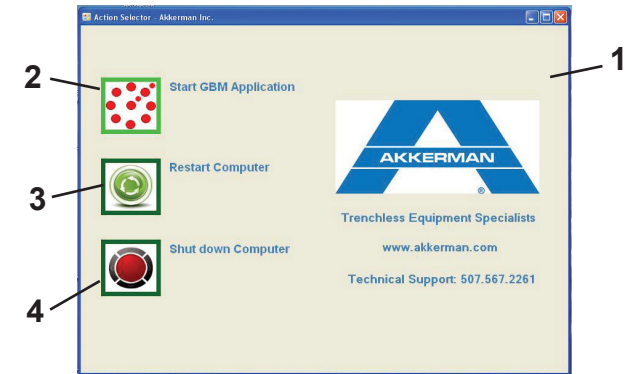 Action Selector - Akkerman Inc.
1
2
Start GBM Application
AKKERMAN
®
3
Restart Computer
Trenchless Equipment Specialists
4
Shut down Computer
www.akkerman.com
Technical Support: 507.567.2261